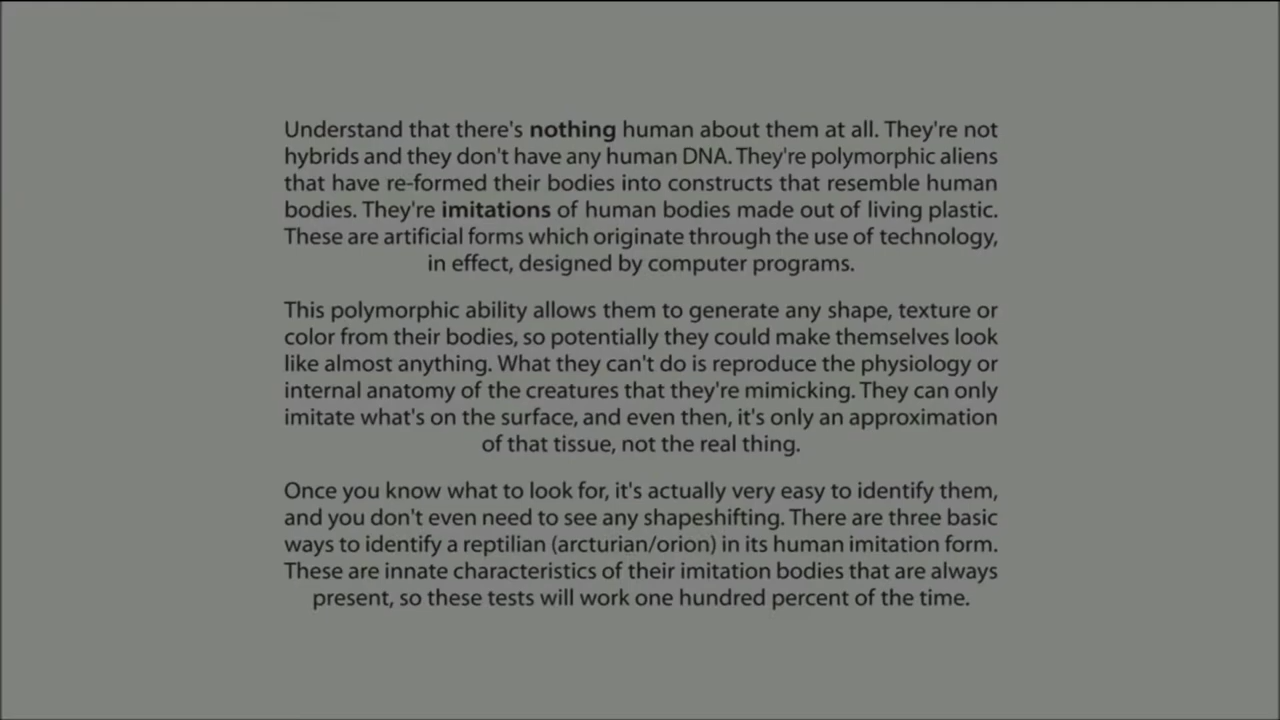 Understand that there's nothing human about them at all. They're not
hybrids and they don't have any human DNA. They're polymorphic aliens
that have re-formed their bodies into constructs that resemble human
bodies. They're imitations of human bodies made out of living plastic.
These are artificial forms which originate through the use of technology,
in effect, designed by computer programs.
This polymorphic ability allows them to generate any shape, texture or
color from their bodies, so potentially they could make themselves look
like almost anything. What they can't do is reproduce the physiology or
internal anatomy of the creatures that they're mimicking. They can only
imitate what's on the surface, and even then, it's only an approximation
of that tissue, not the real thing.
Once you know what to look for, it's actually very easy to identify them,
and you don't even need to see any shapeshifting. There are three basic
ways to identify a reptilian (arcturian/orion) in its human imitation form.
These are innate characteristics of their imitation bodies that are always
present, so these tests will work one hundred percent of the time.